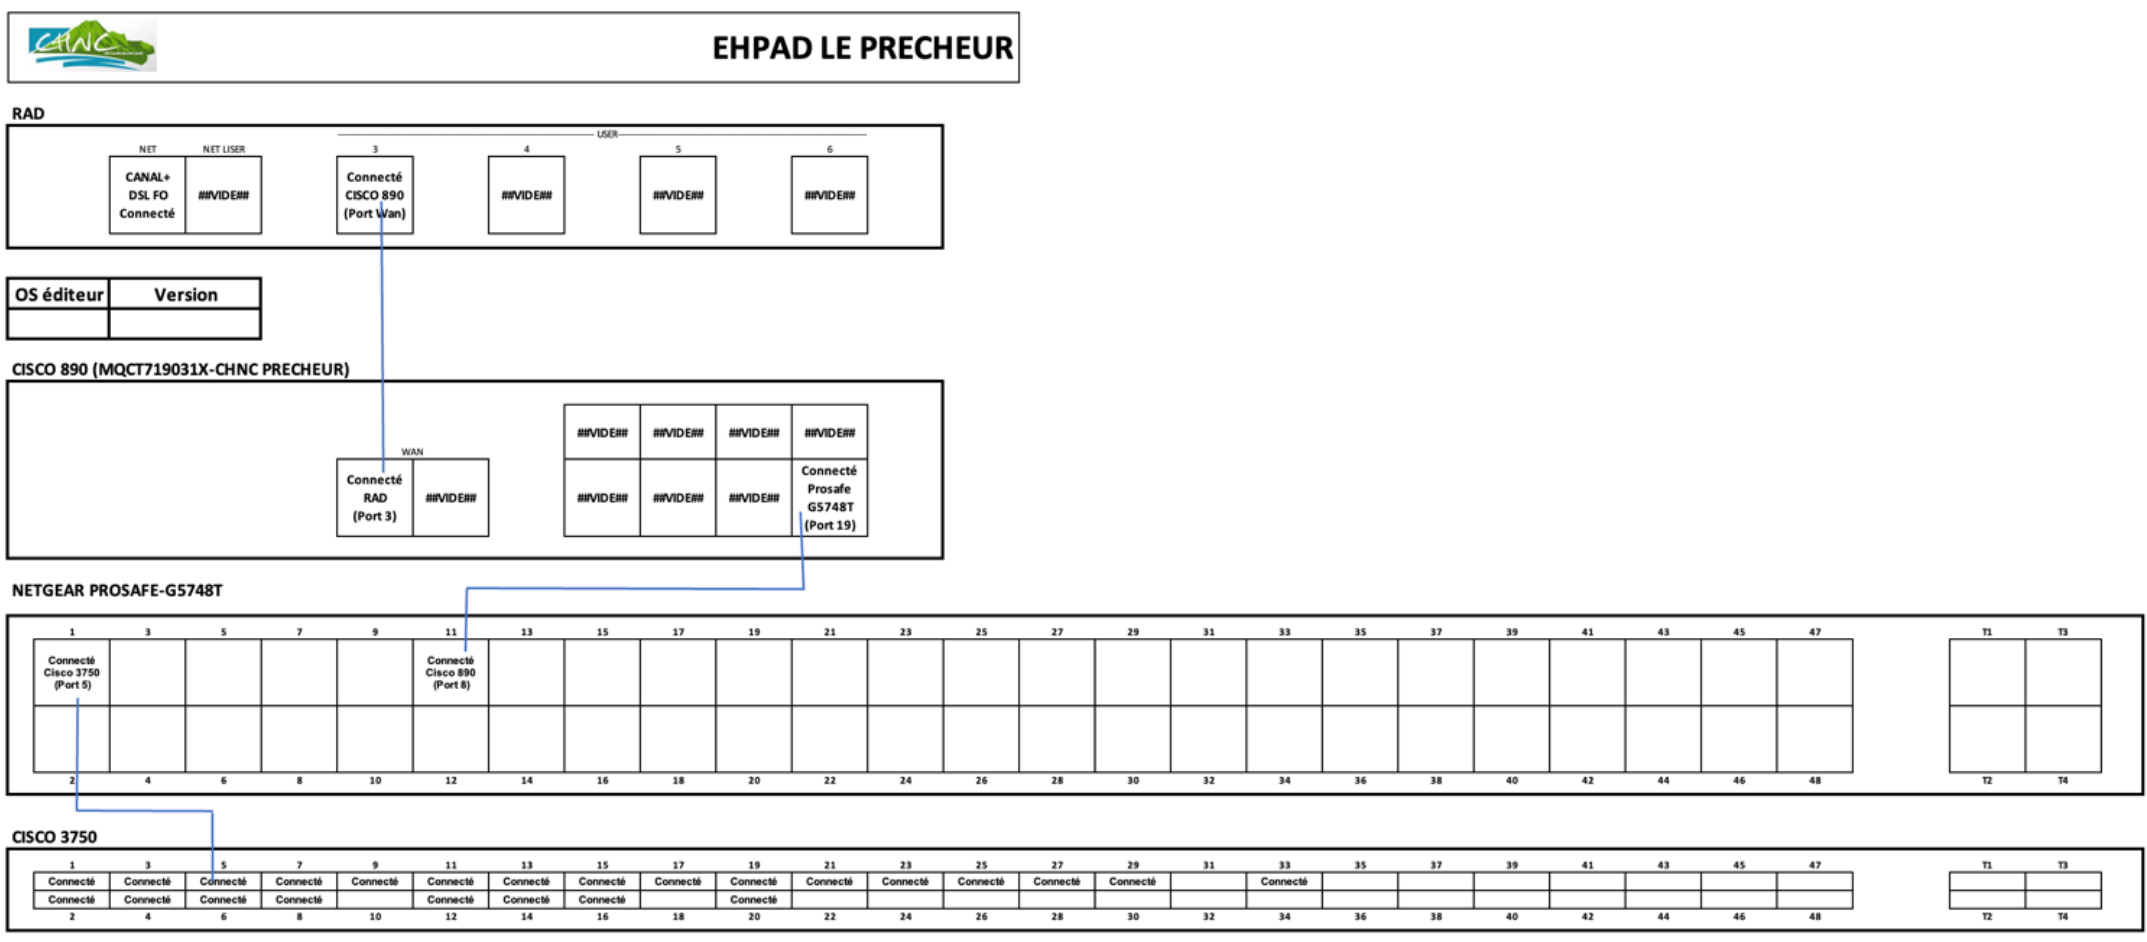 CHNC
EHPAD LE PRECHEUR
RAD
USER
NET NET LISER 3 4 5 6
CANAL+ DSL FO Connecté
##VIDE##
Connecté CISCO 890 (Port Wan)
##VIDE##
##VIDE##
##VIDE##
OS éditeur Version
CISCO 890 (MQCT719031X-CHNC PRECHEUR)
##VIDE## ##VIDE## ##VIDE## ##VIDE##
WAN
Connecté RAD (Port 3)
##VIDE##
##VIDE## ##VIDE## ##VIDE##
Connecté Prosafe G5748T (Port 19)
NETGEAR PROSAFE-G5748T
1 3 5 7 9 11 13 15 17 19 21 23 25 27 29 31 33 35 37 39 41 43 45 47 T1 T3
Connecté Cisco 3750 (Port 5)
Connecté Cisco 890 (Port 8)
2 4 6 8 10 12 14 16 18 20 22 24 26 28 30 32 34 36 38 40 42 44 46 48 T2 T4
CISCO 3750
1 3 5 7 9 11 13 15 17 19 21 23 25 27 29 31 33 35 37 39 41 43 45 47 T1 T3
Connecté Connecté Connecté Connecté Connecté Connecté Connecté Connecté Connecté Connecté Connecté Connecté Connecté Connecté Connecté Connecté
Connecté Connecté Connecté Connecté Connecté Connecté Connecté Connecté
2 4 6 8 10 12 14 16 18 20 22 24 26 28 30 32 34 36 38 40 42 44 46 48 T2 T4